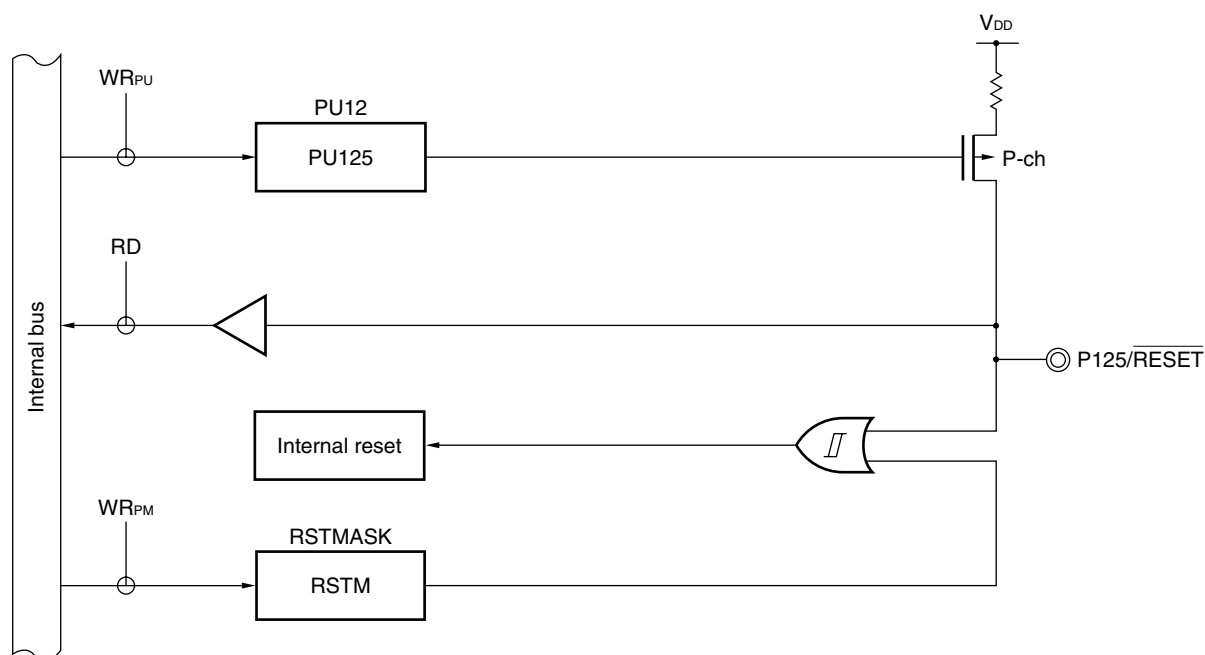 VDD
WRPU
PU12
PU125
P-ch
RD
Internal bus
P125/RESET
Internal reset
WRPM
RSTMASK
RSTM